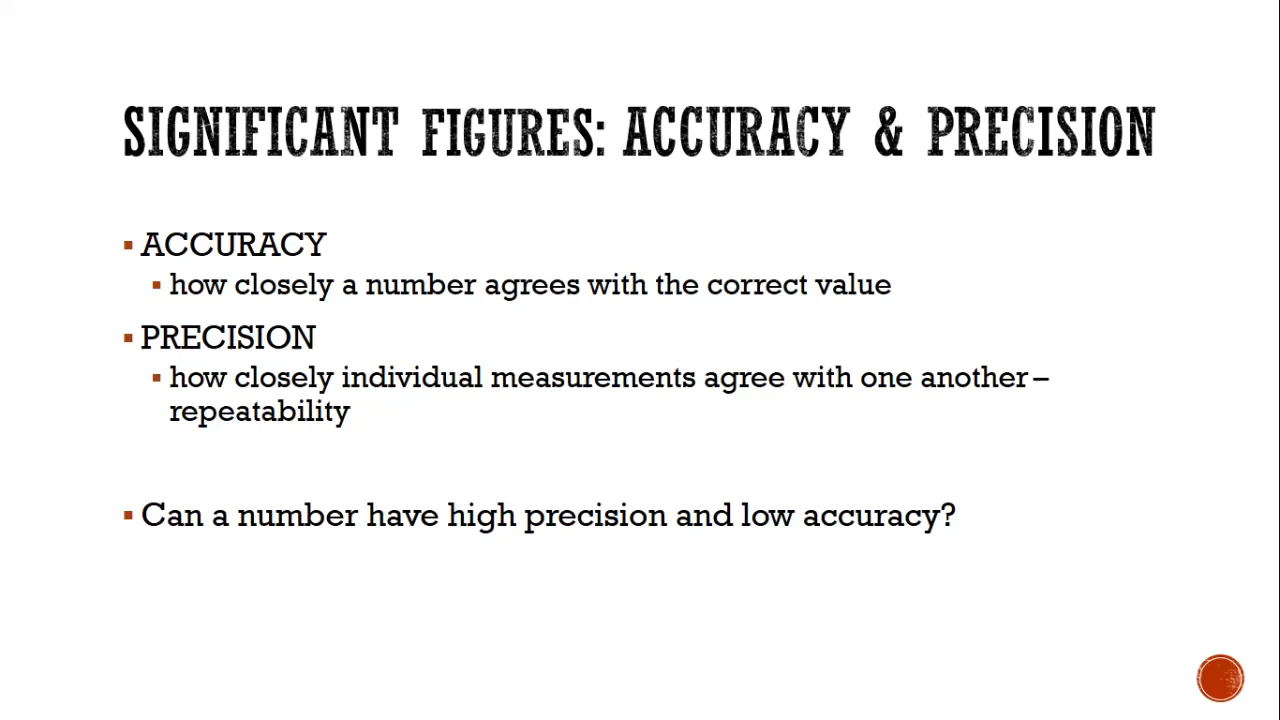 SIGNIFICANT FIGURES: ACCURACY & PRECISION
ACCURACY
how closely a number agrees with the correct value
PRECISION
how closely individual measurements agree with one another –
repeatability
Can a number have high precision and low accuracy?